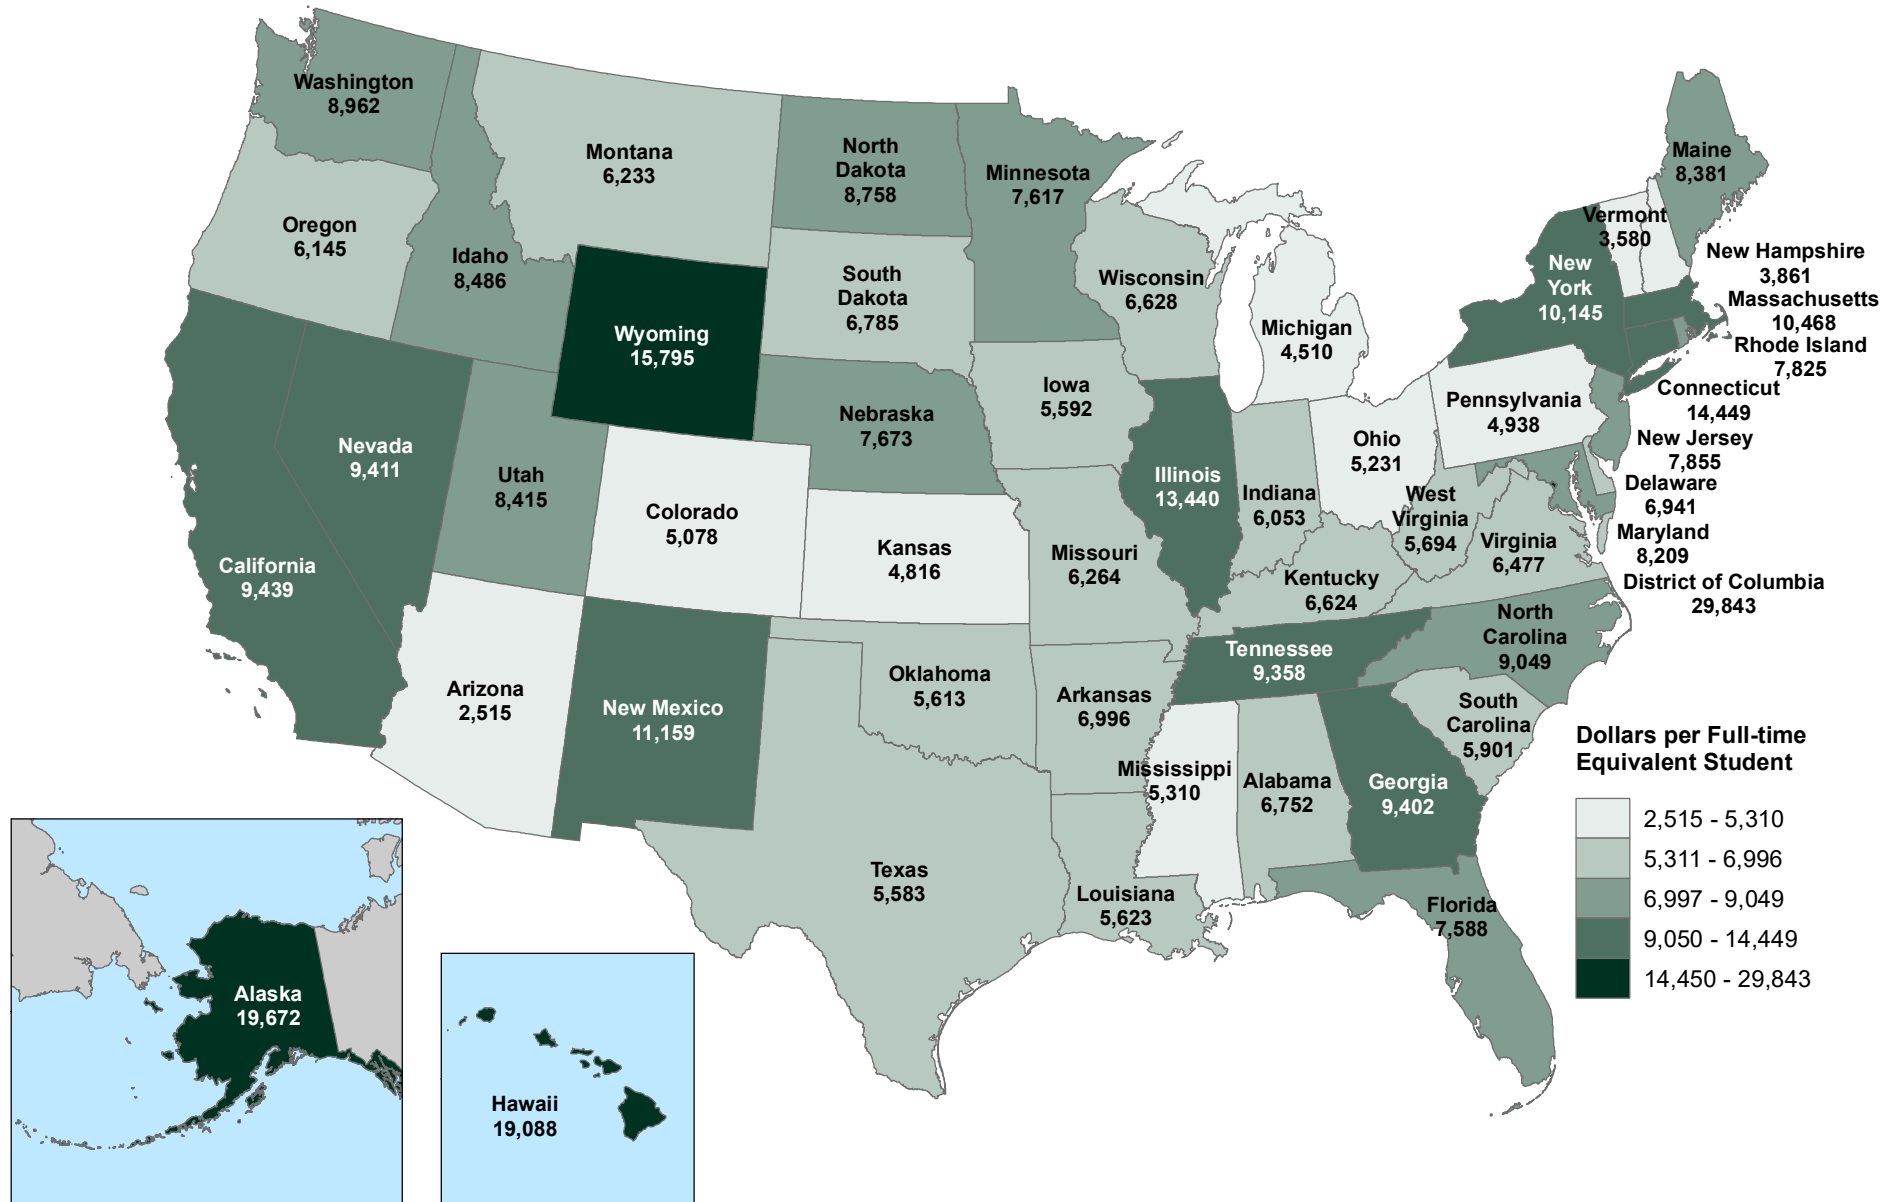 Washington
8,962
Oregon
6,145
Idaho
8,486
Montana
6,233
North
Dakota
8,758
Minnesota
7,617
South
Dakota
6,785
Wisconsin
6,628
Wyoming
15,795
Michigan
4,510
Maine
8,381
Vermont
3,580
New Hampshire
3,861
New
York
10,145
Massachusetts
10,468
Rhode Island
7,825
Connecticut
14,449
New Jersey
7,855
Delaware
6,941
Maryland
8,209
District of Columbia
29,843
Pennsylvania
4,938
Iowa
5,592
Nebraska
7,673
Ohio
5,231
Illinois
13,440
Indiana
6,053
West
Virginia
5,694
Virginia
6,477
Nevada
9,411
Utah
8,415
Colorado
5,078
Kansas
4,816
Missouri
6,264
Kentucky
6,624
California
9,439
North
Carolina
9,049
Tennessee
9,358
Arizona
2,515
New Mexico
11,159
Oklahoma
5,613
Arkansas
6,996
South
Carolina
5,901
Mississippi
5,310
Alabama
6,752
Georgia
9,402
Texas
5,583
Louisiana
5,623
Florida
7,588
Alaska
19,672
Hawaii
19,088
Dollars per Full-time
Equivalent Student
2,515 - 5,310
5,311 - 6,996
6,997 - 9,049
9,050 - 14,449
14,450 - 29,843